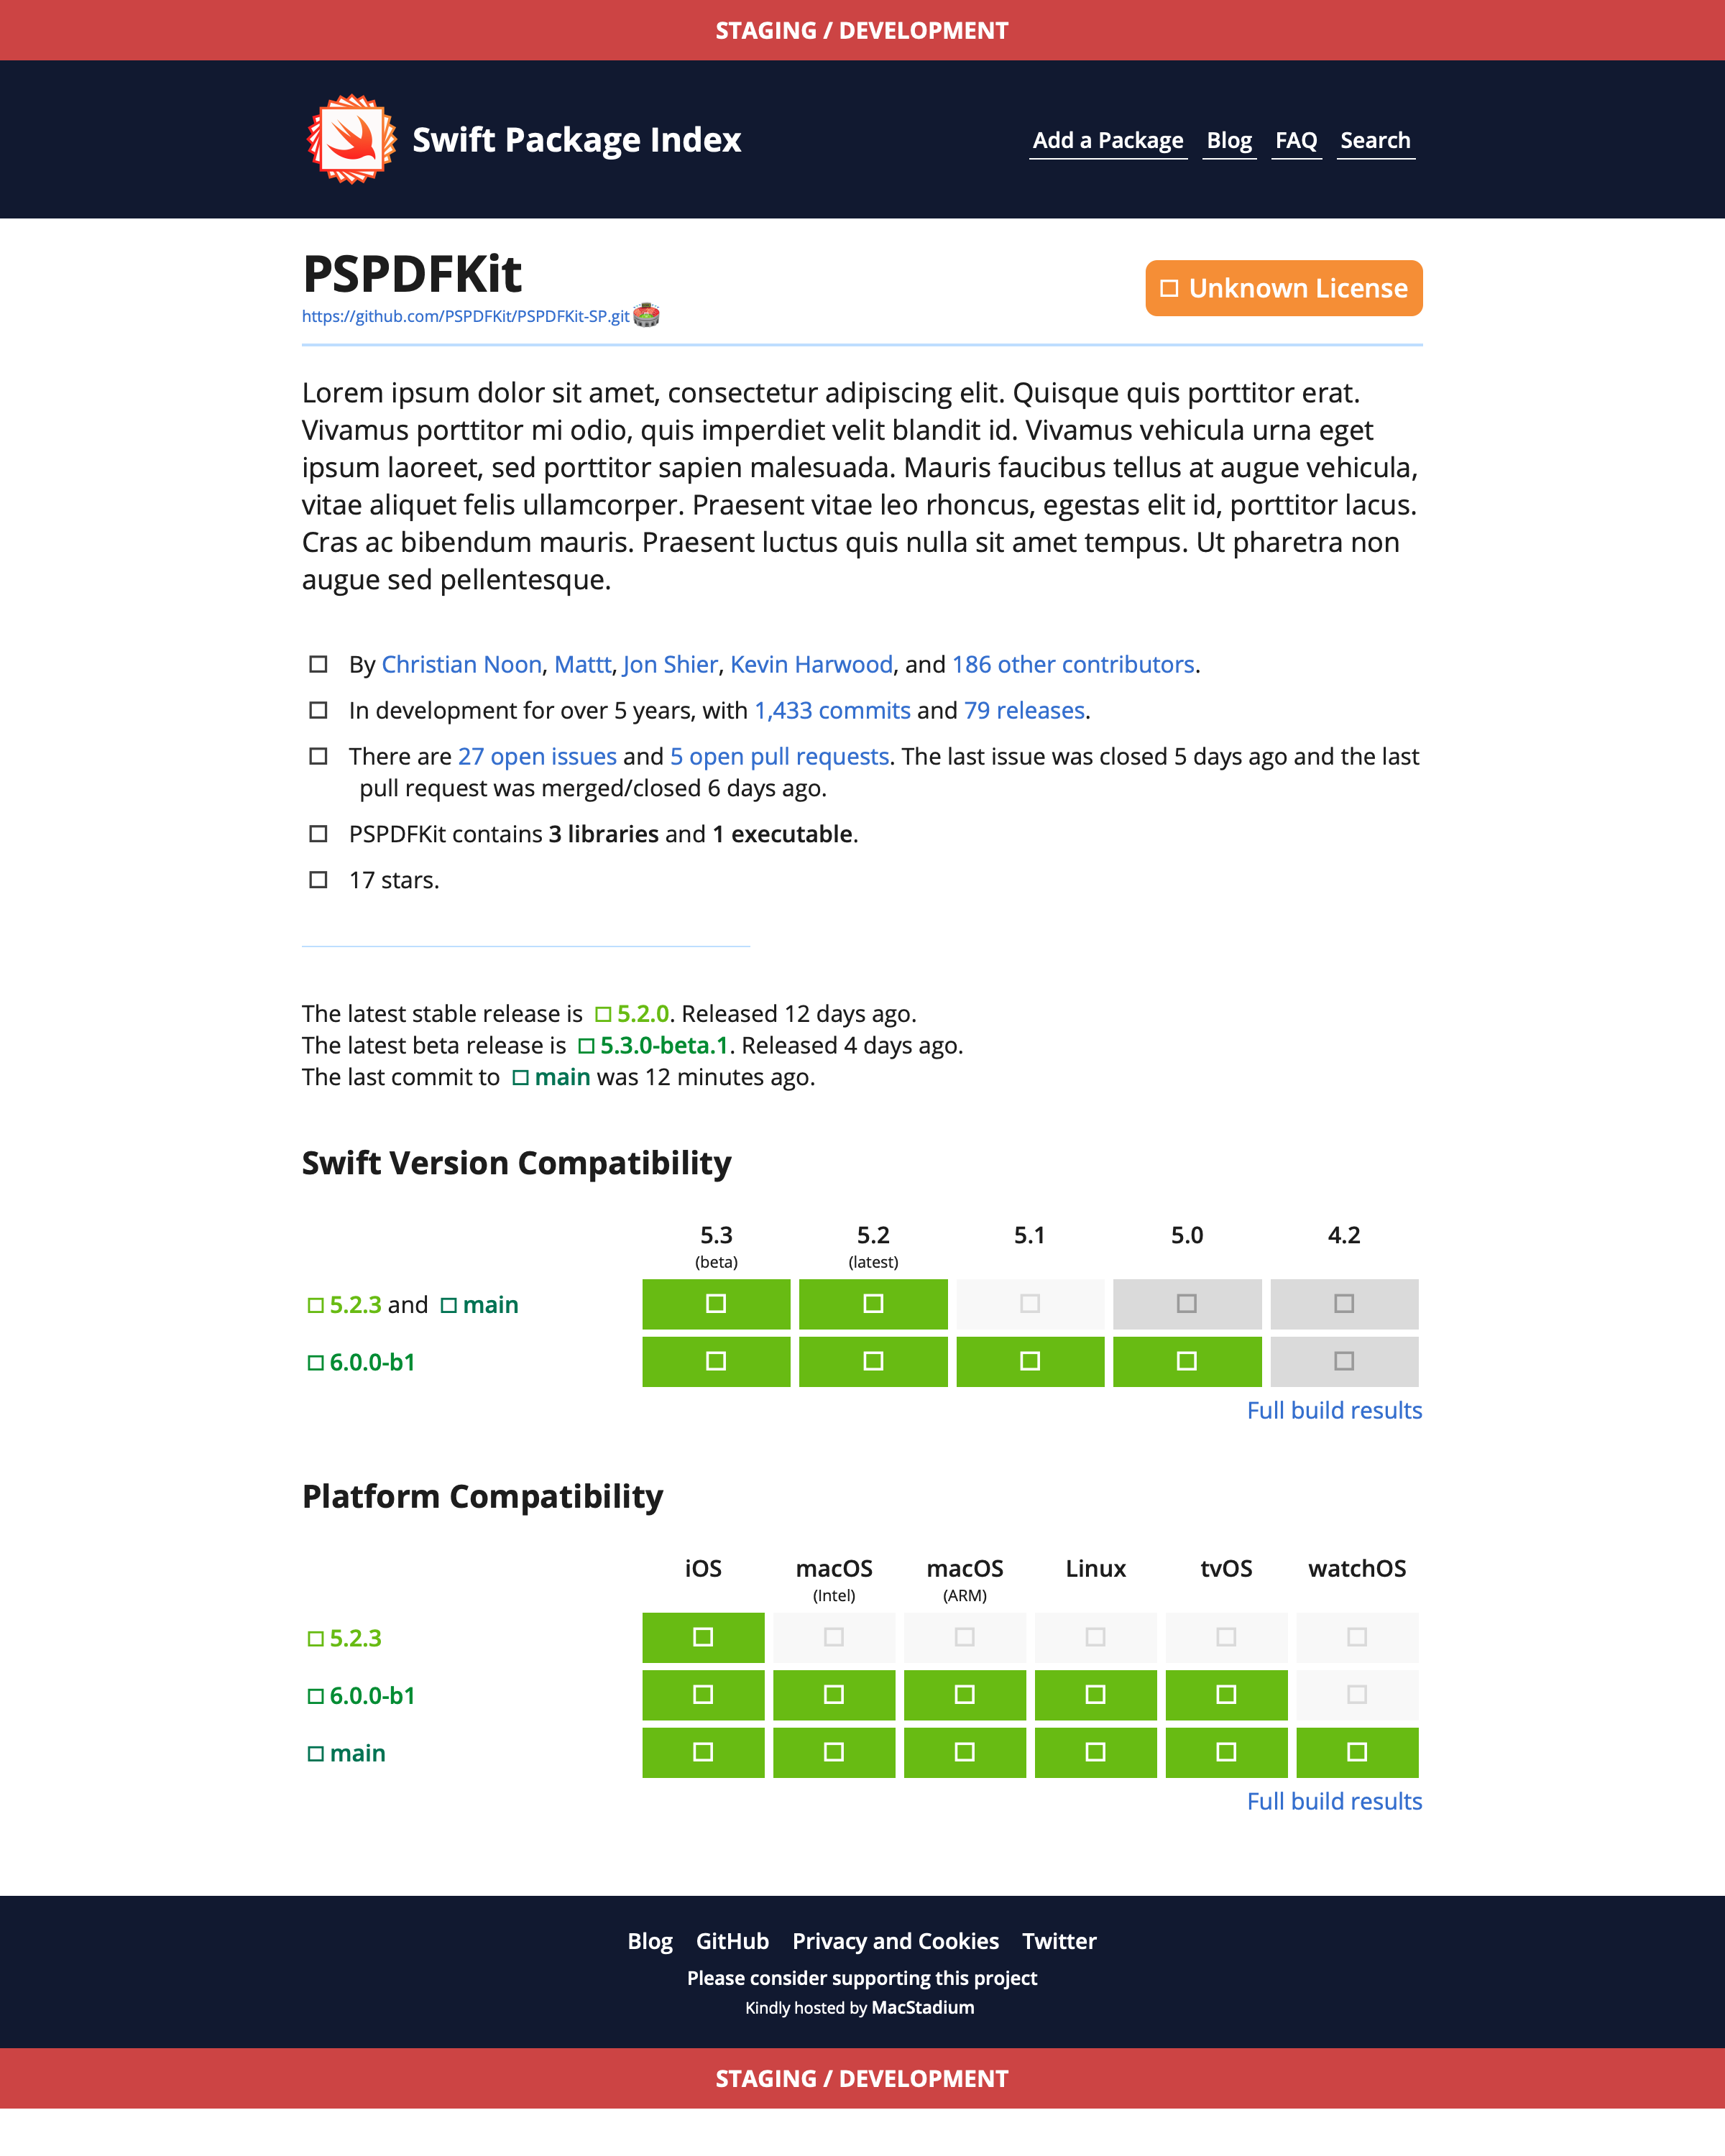 STAGING / DEVELOPMENT
Swift Package Index
Add a Package Blog FAQ Search
PSPDFKit
Unknown License
https://github.com/PSPDFKit/PSPDFKit-SP.git
Lorem ipsum dolor sit amet, consectetur adipiscing elit. Quisque quis porttitor erat.
Vivamus porttitor mi odio, quis imperdiet velit blandit id. Vivamus vehicula urna eget
ipsum laoreet, sed porttitor sapien malesuada. Mauris faucibus tellus at augue vehicula,
vitae aliquet felis ullamcorper. Praesent vitae leo rhoncus, egestas elit id, porttitor lacus.
Cras ac bibendum mauris. Praesent luctus quis nulla sit amet tempus. Ut pharetra non
augue sed pellentesque.
By Christian Noon, Mattt, Jon Shier, Kevin Harwood, and 186 other contributors.
In development for over 5 years, with 1,433 commits and 79 releases.
There are 27 open issues and 5 open pull requests. The last issue was closed 5 days ago and the last
pull request was merged/closed 6 days ago.
PSPDFKit contains 3 libraries and 1 executable.
17 stars.
The latest stable release is 5.2.0. Released 12 days ago.
The latest beta release is 5.3.0-beta.1. Released 4 days ago.
The last commit to main was 12 minutes ago.
Swift Version Compatibility
5.3 5.2 5.1 5.0 4.2
(beta) (latest)
5.2.3 and main
6.0.0-b1
Full build results
Platform Compatibility
iOS macOS macOS Linux tvOS watchOS
(Intel) (ARM)
5.2.3
6.0.0-b1
main
Full build results
Blog GitHub Privacy and Cookies Twitter
Please consider supporting this project
Kindly hosted by MacStadium
STAGING / DEVELOPMENT